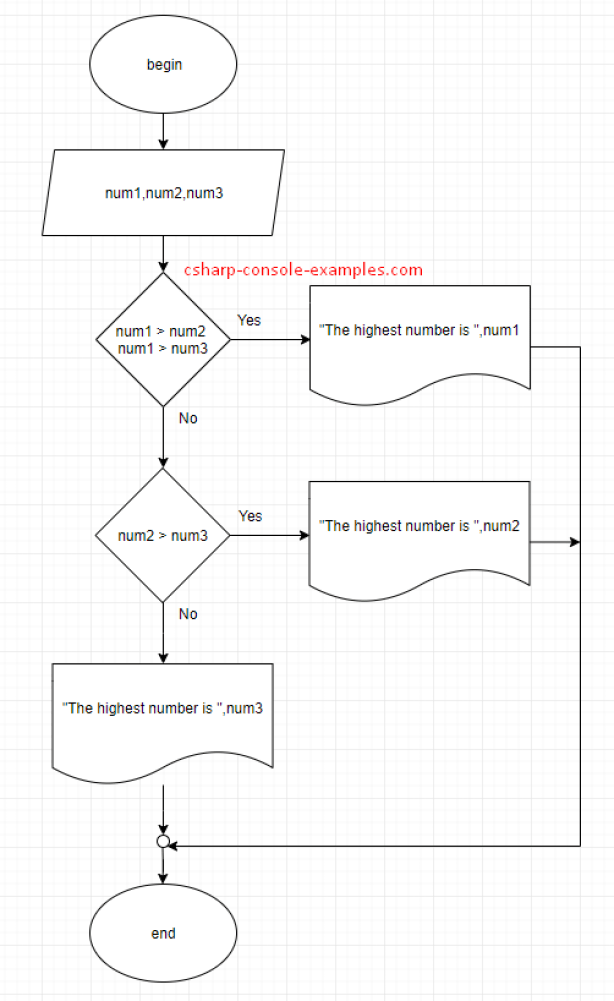 begin
num1,num2,num3
csharp-console-examples.com
num1 > num2
num1 > num3
Yes
"The highest number is ",num1
No
num2 > num3
Yes
"The highest number is ",num2
No
"The highest number is ",num3
end